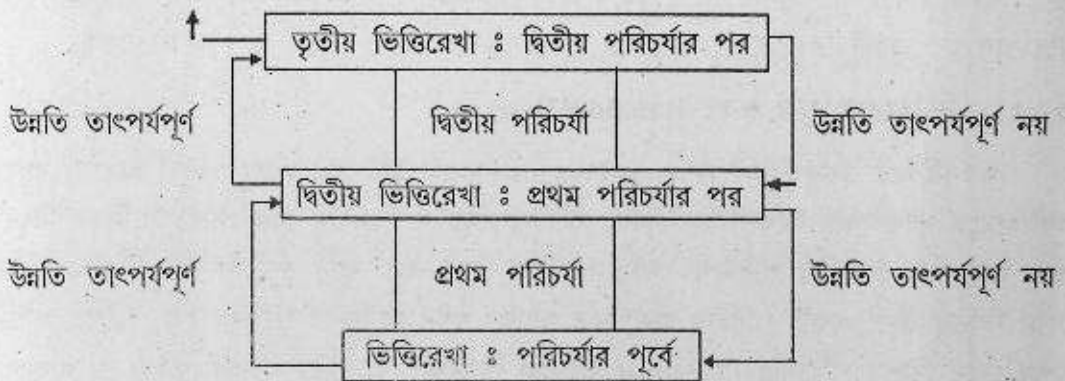 তৃতীয় ভিত্তিরেখা ঃ দ্বিতীয় পরিচর্যার পর
উন্নতি তাৎপর্যপূর্ণ দ্বিতীয় পরিচর্যা উন্নতি তাৎপর্যপূর্ণ নয়
দ্বিতীয় ভিত্তিরেখা ঃ প্রথম পরিচর্যার পর
উন্নতি তাৎপর্যপূর্ণ প্রথম পরিচর্যা উন্নতি তাৎপর্যপূর্ণ নয়
ভিত্তিরেখা ঃ পরিচর্যার পূর্বে